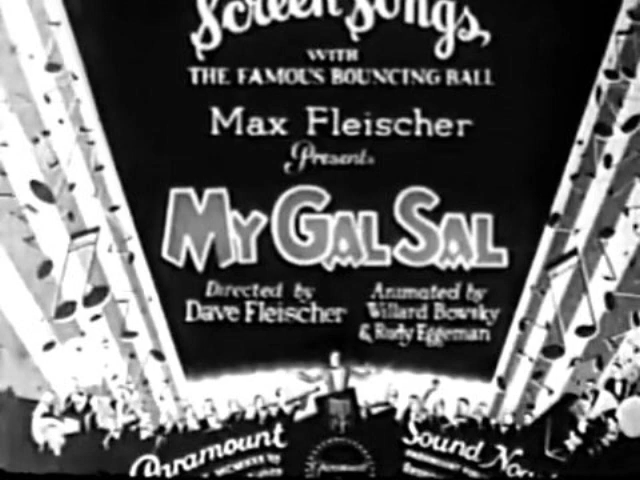 Screen Songs,
WITH
THE FAMOUS BOUNCING BALL
Max Fleischer
Presents
MY GAL SAL
Directed by
Dave Fleischer
Animated by
Willard Bowsky
& Rudy Eggeman
Paramount
Sound
Paramount